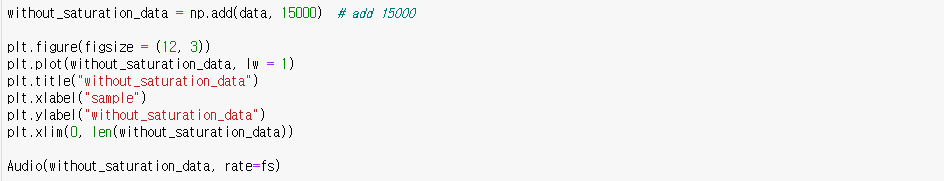 without_saturation_data = np.add(data, 15000)  # add 15000
plt.figure(figsize = (12, 3))
plt.plot(without_saturation_data, lw = 1)
plt.title("without_saturation_data")
plt.xlabel("sample")
plt.ylabel("without_saturation_data")
plt.xlim(0, len(without_saturation_data))
Audio(without_saturation_data, rate=fs)